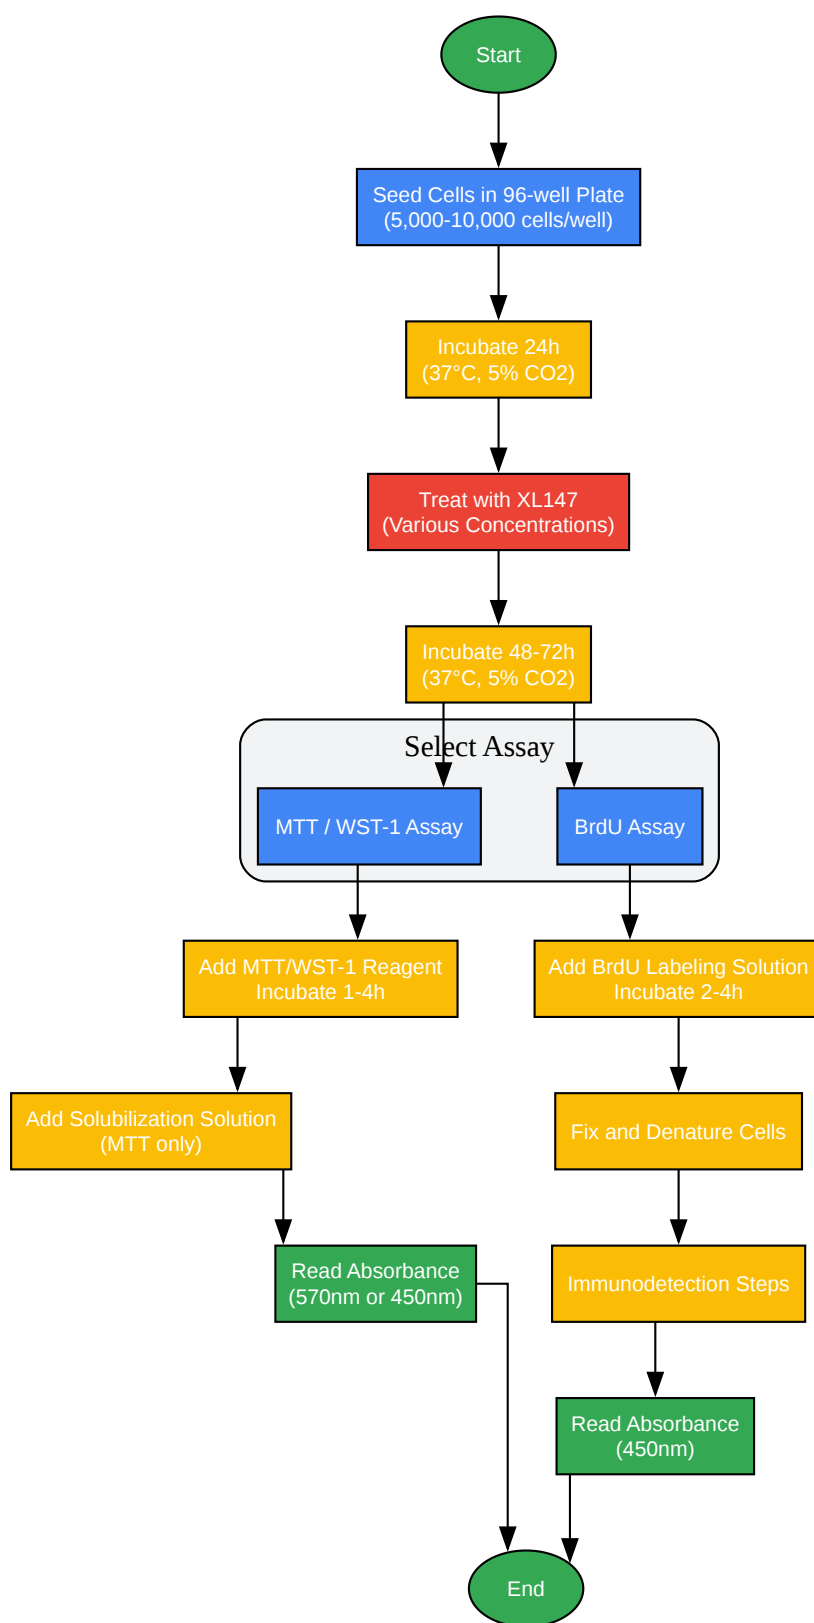 Start
Seed Cells in 96-well Plate
(5,000-10,000 cells/well)
Incubate 24h
(37°C, 5% CO2)
Treat with XL147
(Various Concentrations)
Incubate 48-72h
(37°C, 5% CO2)
Select Assay
MTT / WST-1 Assay
BrdU Assay
Add MTT/WST-1 Reagent
Incubate 1-4h
Add BrdU Labeling Solution
Incubate 2-4h
Add Solubilization Solution
(MTT only)
Fix and Denature Cells
Read Absorbance
(570nm or 450nm)
Immunodetection Steps
Read Absorbance
(450nm)
End